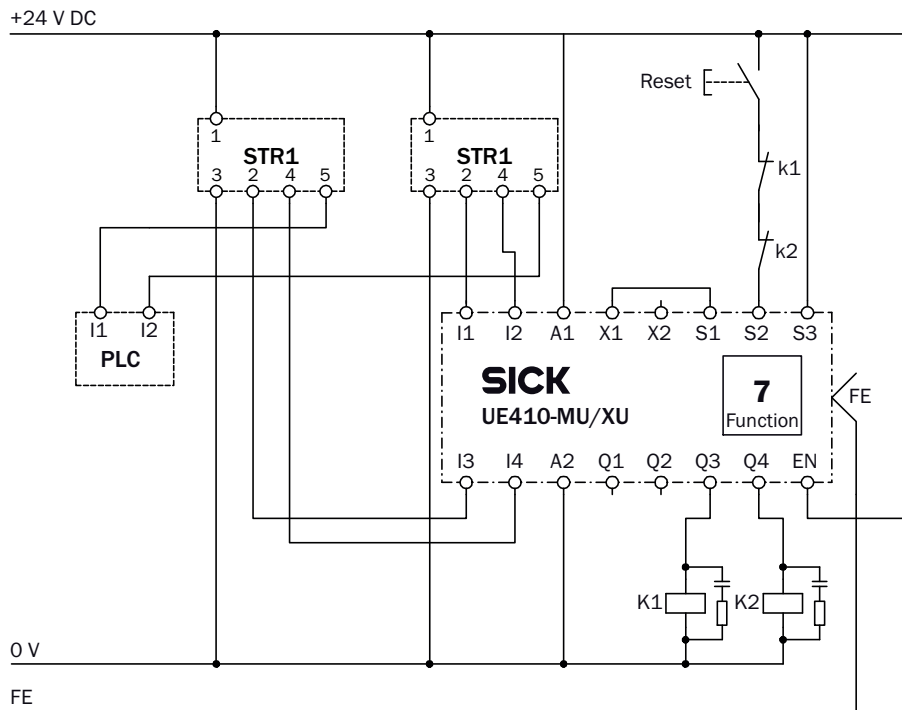 +24 V DC
Reset
1
STR1
3 2 4 5
1
STR1
3 2 4 5
k1
k2
I1 I2
PLC
I1 I2 A1 X1 X2 S1 S2 S3
SICK
UE410-MU/XU
7
Function
FE
I3 I4 A2 Q1 Q2 Q3 Q4 EN
K1
K2
0 V
FE